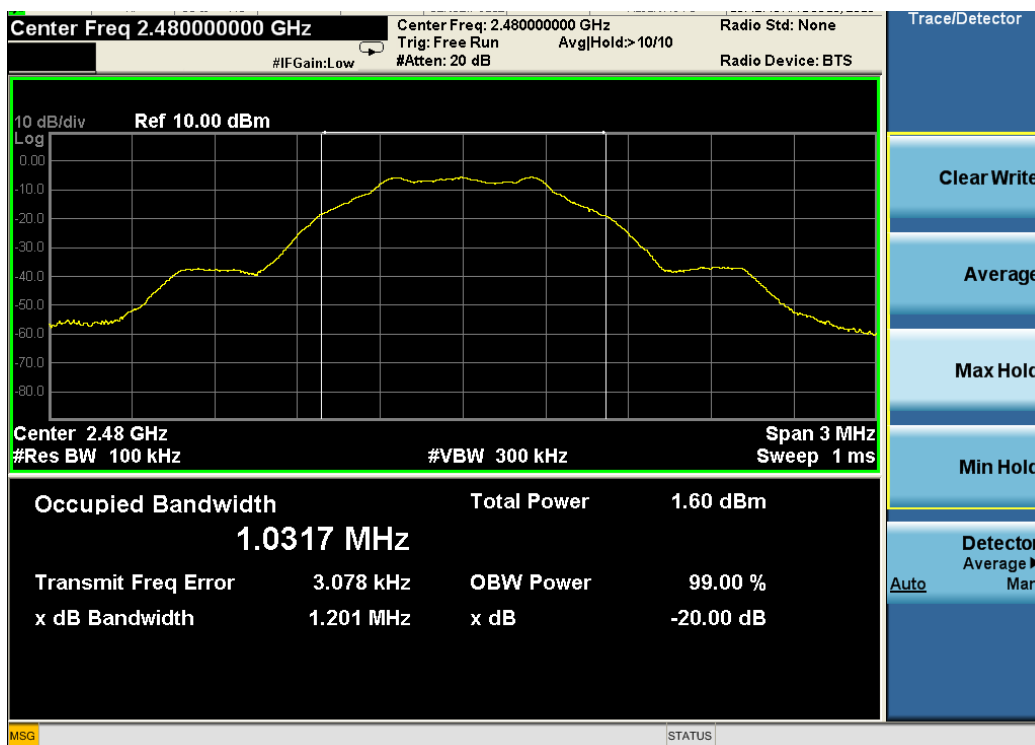 Center Freq 2.480000000 GHz
Center Freq: 2.480000000 GHz
Radio Std: None
Trace/Detector
Trig: Free Run
Avg|Hold:> 10/10
#IFGain:Low
#Atten: 20 dB
Radio Device: BTS
10 dB/div
Ref 10.00 dBm
Log
0.00
-10.0
-20.0
-30.0
-40.0
-50.0
-60.0
-70.0
-80.0
Center 2.48 GHz
Span 3 MHz
#Res BW 100 kHz
#VBW 300 kHz
Sweep 1 ms
Occupied Bandwidth
Total Power
1.60 dBm
1.0317 MHz
Transmit Freq Error
3.078 kHz
OBW Power
99.00 %
x dB Bandwidth
1.201 MHz
x dB
-20.00 dB
Clear Write
Average
Max Hold
Min Hold
Detector
Average
Auto
Man
MSG
STATUS